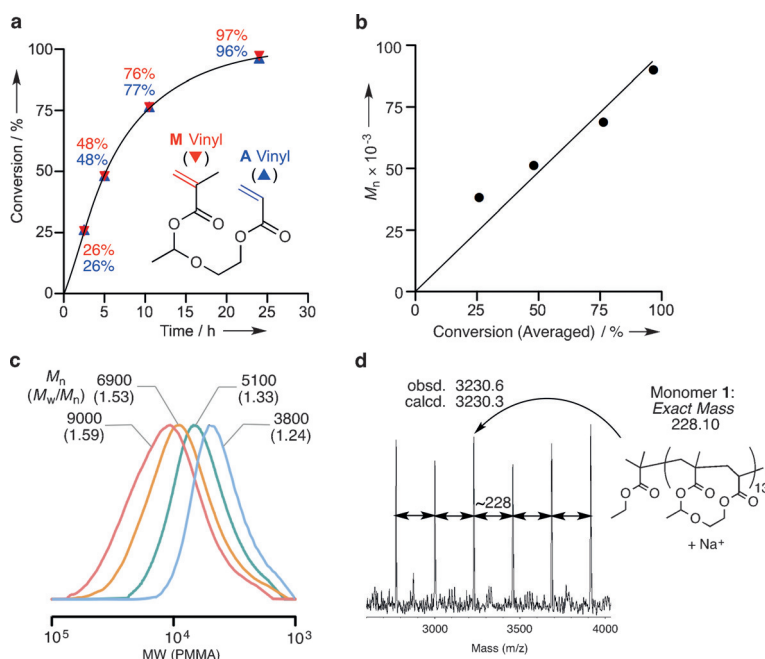 a
Conversion / %
100
75
50
25
0
0 5 10 15 20 25 30
Time / h
26%
26%
48%
48%
76%
77%
97%
96%
M Vinyl
(▼)
A Vinyl
(▲)
O
O
O
O
O
b
Mn × 10-3
100
75
50
25
0
0 25 50 75 100
Conversion (Averaged) / %
c
Mn
(Mw/Mn)
9000
(1.59)
6900
(1.53)
5100
(1.33)
3800
(1.24)
10⁵ 10⁴ 10³
MW (PMMA)
d
obsd. 3230.6
calcd. 3230.3
Monomer 1:
Exact Mass
228.10
~228
13
O
O
O
O
O
O
O
+ Na⁺
3000 3500 4000
Mass (m/z)